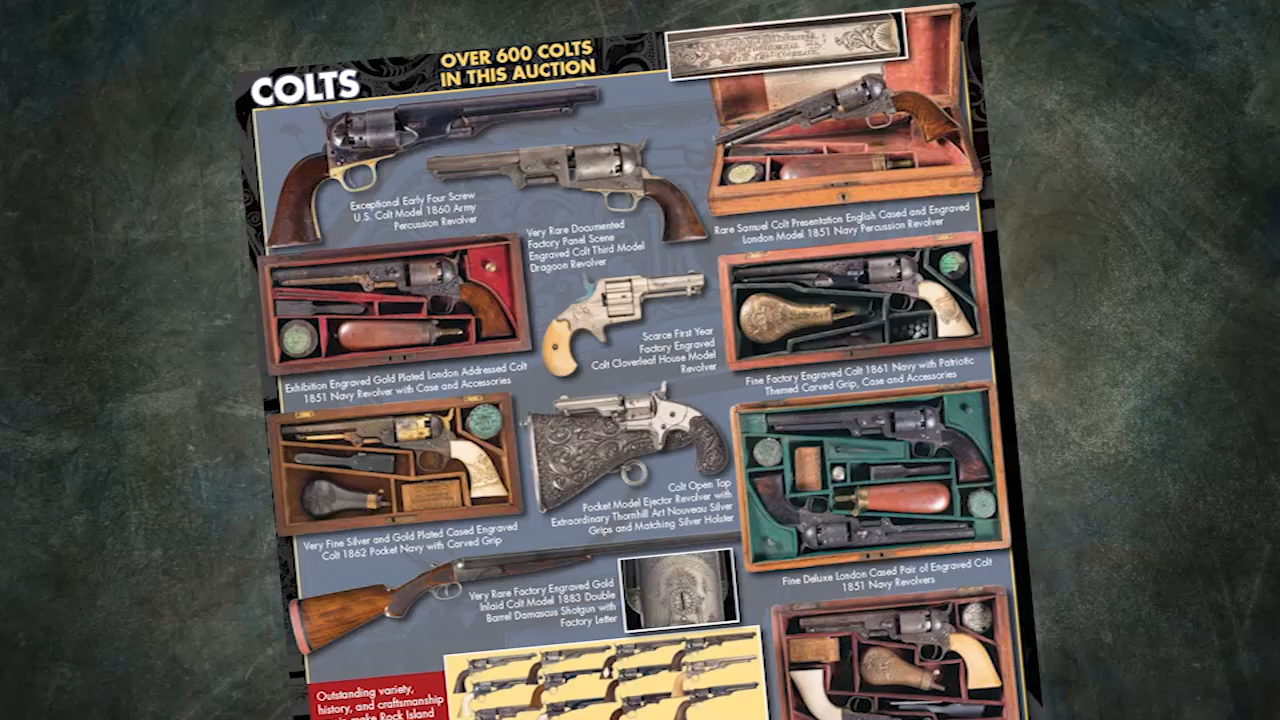 COLTS
OVER 600 COLTS
IN THIS AUCTION
Exceptional Early Four Screw
U.S. Colt Model 1860 Army
Percussion Revolver
Very Rare Documented
Factory Panel Scene
Engraved Colt Third Model
Dragoon Revolver
Rare Samuel Colt Presentation English Cased and Engraved
London Model 1851 Navy Percussion Revolver
Exhibition Engraved Gold Plated London Addressed Colt
1851 Navy Revolver with Case and Accessories
Scarce First Year
Factory Engraved
Colt Cloverleaf House Model
Revolver
Fine Factory Engraved Colt 1861 Navy with Patriotic
Themed Carved Grip, Case and Accessories
Very Fine Silver and Gold Plated Cased Engraved
Colt 1862 Pocket Navy with Carved Grip
Colt Open Top
Pocket Model Ejector Revolver with
Extraordinary Thornhill Art Nouveau Silver
Grips and Matching Silver Holster
Fine Deluxe London Cased Pair of Engraved Colt
1851 Navy Revolvers
Very Rare Factory Engraved Gold
Inlaid Colt Model 1883 Double
Barrel Damascus Shotgun with
Factory Letter
Outstanding variety,
history, and craftsmanship
make Rock Island